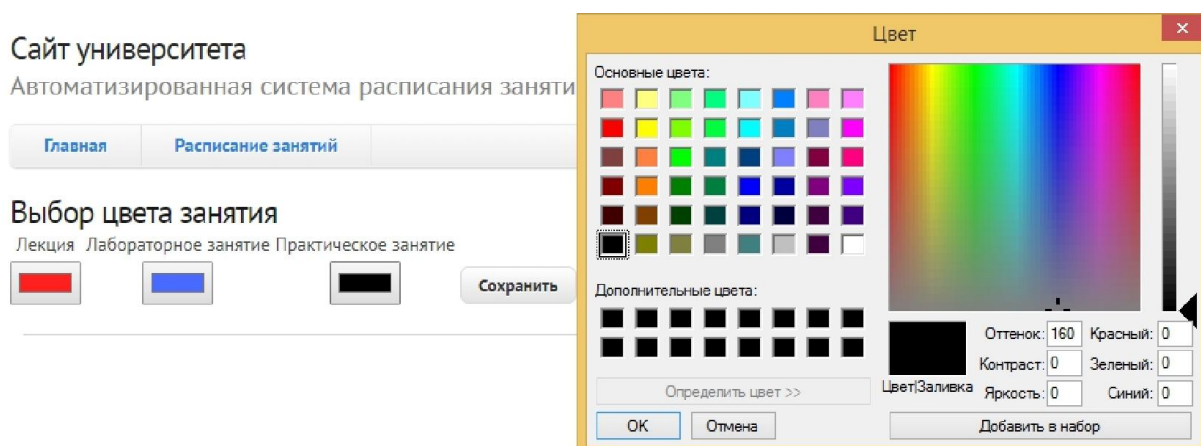 Сайт университета
Автоматизированная система расписания заняти
Главная Расписание занятий
Выбор цвета занятия
Лекция Лабораторное занятие Практическое занятие
Сохранить
Цвет
Основные цвета:
Дополнительные цвета:
Определить цвет >>
OK Отмена
Цвет|Заливка
Оттенок: 160 Красный: 0
Контраст: 0 Зеленый: 0
Яркость: 0 Синий: 0
Добавить в набор